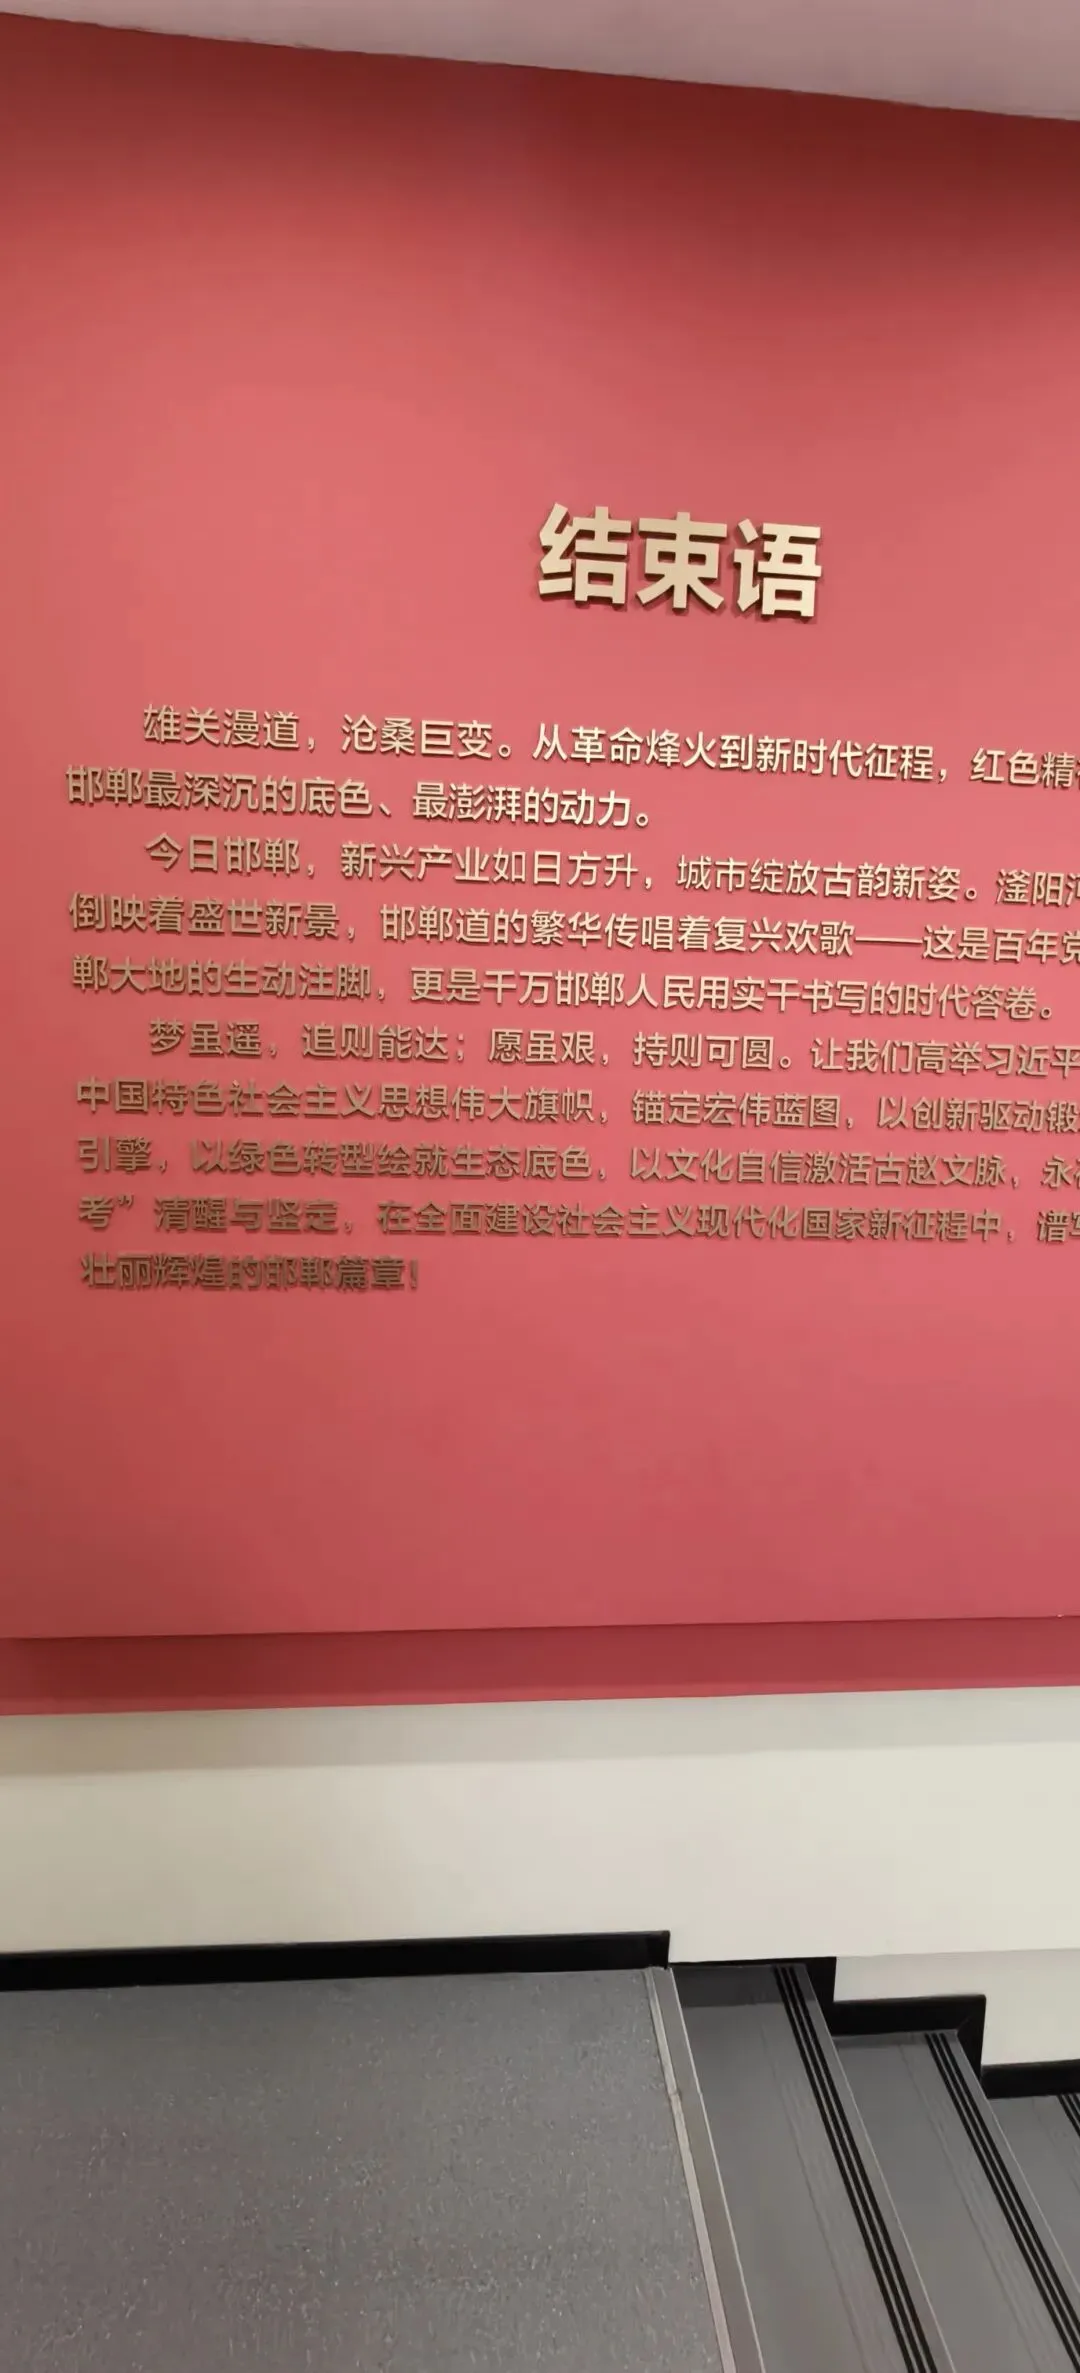 结束语
雄关漫道，沧桑巨变。从革命烽火到新时代征程，红色精
邯郸最深沉的底色、最澎湃的动力。
今日邯郸，新兴产业如日方升，城市绽放古韵新姿。滏阳河
倒映着盛世新景，邯郸道的繁华传唱着复兴欢歌——这是百年党
郸大地的生动注脚，更是千万邯郸人民用实干书写的时代答卷。
梦虽遥，追则能达；愿虽艰，持则可圆。让我们高举习近平
中国特色社会主义思想伟大旗帜，锚定宏伟蓝图，以创新驱动锻
引擎，以绿色转型绘就生态底色，以文化自信激活古赵文脉，永
考”清醒与坚定，在全面建设社会主义现代化国家新征程中，谱写
壮丽辉煌的邯郸篇章！